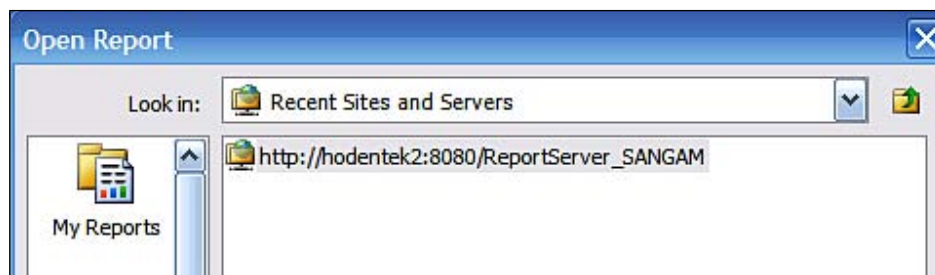 Open Report
Look in: Recent Sites and Servers
http://hodentek2:8080/ReportServer_SANGAM
My Reports